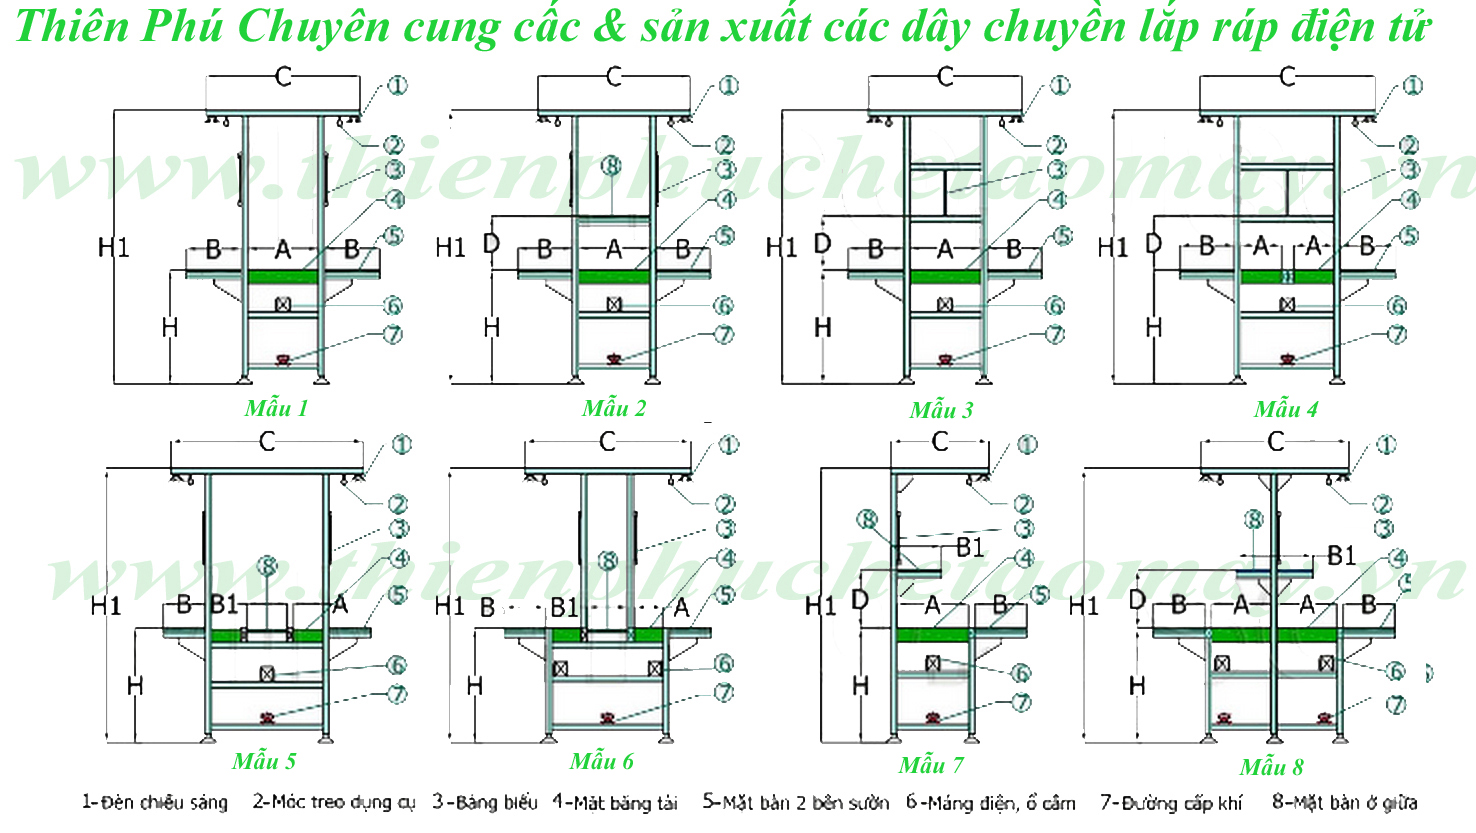 Thiên Phú Chuyên cung cấc & sản xuất các dây chuyền lắp ráp điện tử
www.thienphuchetaomay.vn
C 1 C 1 C 1 C 1
2 2 2 2
8
3 3 3 3
4 4 4 4
5 5 5 5
H1 B A B H1 D B A B H1 D B A B H1 D B A A B
6 6 6 6
H H H H
7 7 7 7
Mẫu 1 Mẫu 2 Mẫu 3 Mẫu 4
C 1 C 1 C 1 C 1
2 2 2 2
3 3 8 3 8 3
www.thienphuchetaomay.vn
8 4 8 4 B1 4 B1 4
5 5 5 5
H1 B B1 A H1 B B1 A H1 D A B H1 D B A A B
6 6 6 6
H H H H
7 7 7 7
Mẫu 5 Mẫu 6 Mẫu 7 Mẫu 8
1-Đèn chiếu sáng 2-Móc treo dụng cụ 3-Bảng biểu 4-Mặt băng tải 5-Mặt bàn 2 bên sườn 6-Máng điện, ổ cắm 7-Đường cấp khí 8-Mặt bàn ở giữa